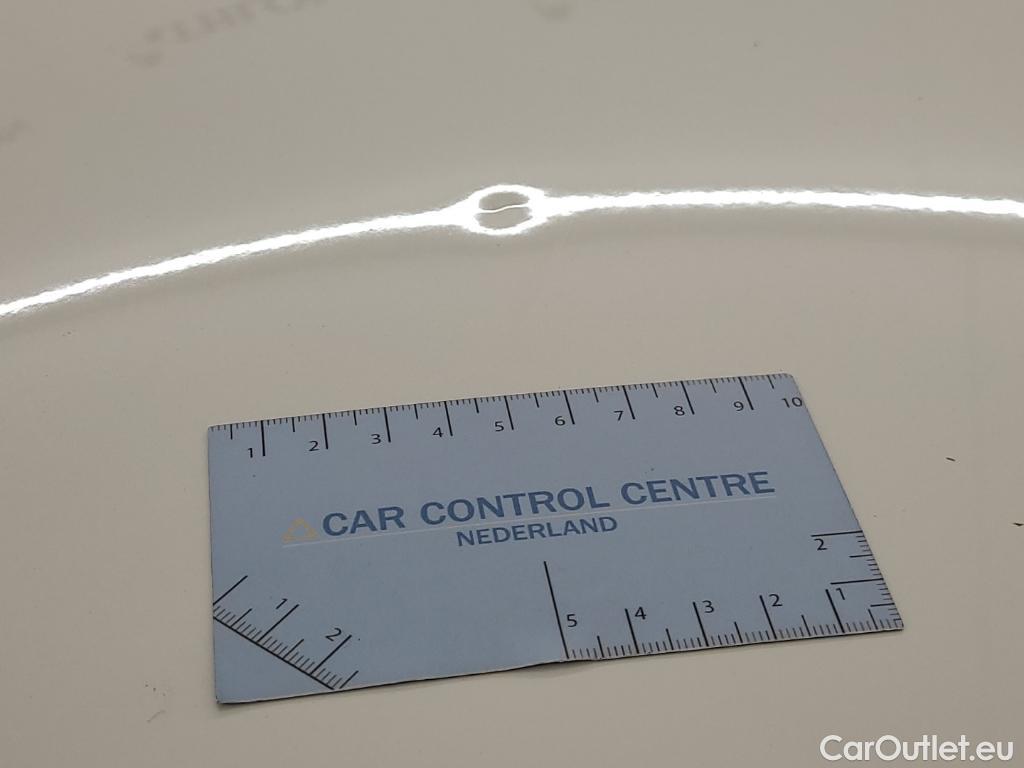 1 2 3 4 5 6 7 8 9 10
CAR CONTROL CENTRE
NEDERLAND
2
1 2
5 4 3 2 1
CarOutlet.eu